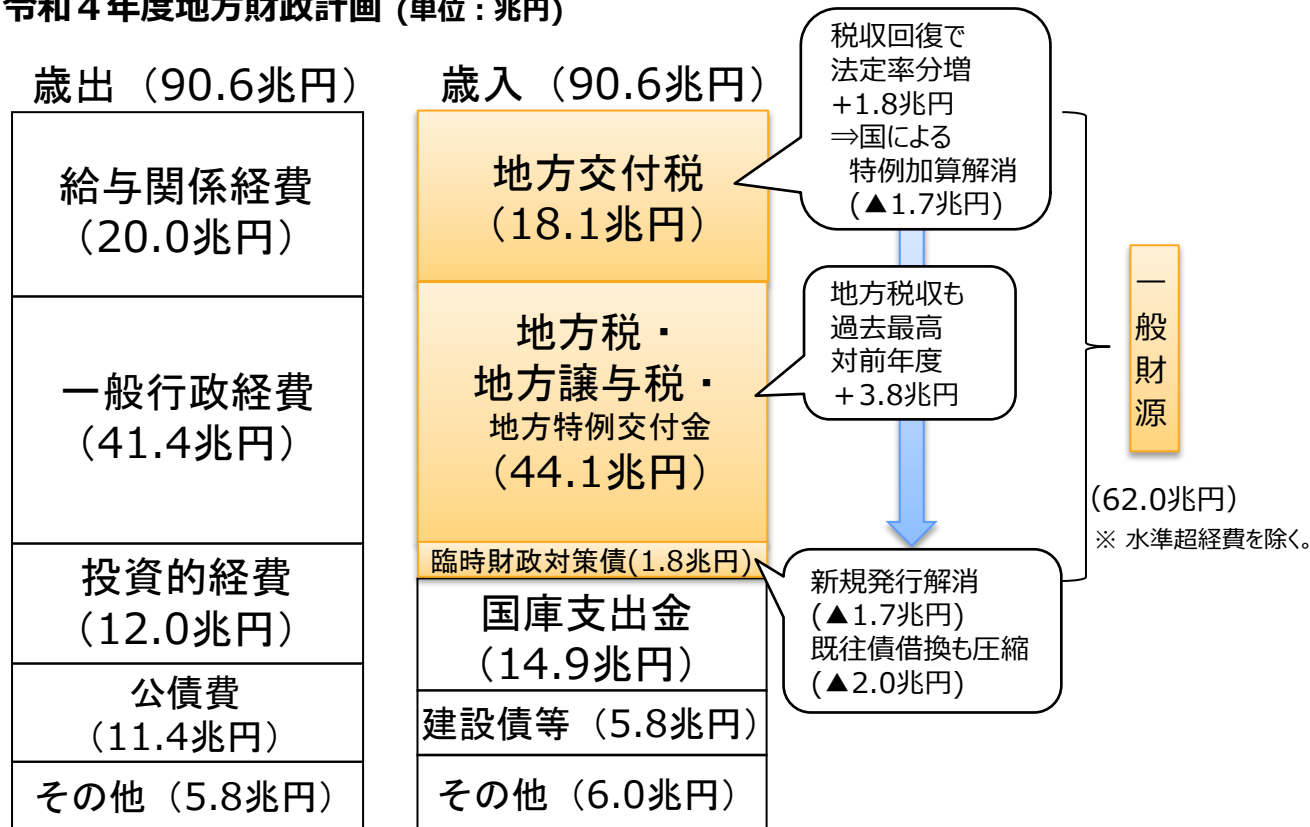 令和４年度地方財政計画 (単位：兆円)
歳出（90.6兆円）
給与関係経費
（20.0兆円）
一般行政経費
（41.4兆円）
投資的経費
（12.0兆円）
公債費
（11.4兆円）
その他（5.8兆円）
歳入（90.6兆円）
地方交付税
（18.1兆円）
地方税・
地方譲与税・
地方特例交付金
（44.1兆円）
臨時財政対策債(1.8兆円)
国庫支出金
（14.9兆円）
建設債等（5.8兆円）
その他（6.0兆円）
税収回復で
法定率分増
+1.8兆円
⇒国による
特例加算解消
(▲1.7兆円)
地方税収も
過去最高
対前年度
＋3.8兆円
新規発行解消
(▲1.7兆円)
既往債借換も圧縮
(▲2.0兆円)
一
般
財
源
(62.0兆円）
※ 水準超経費を除く。